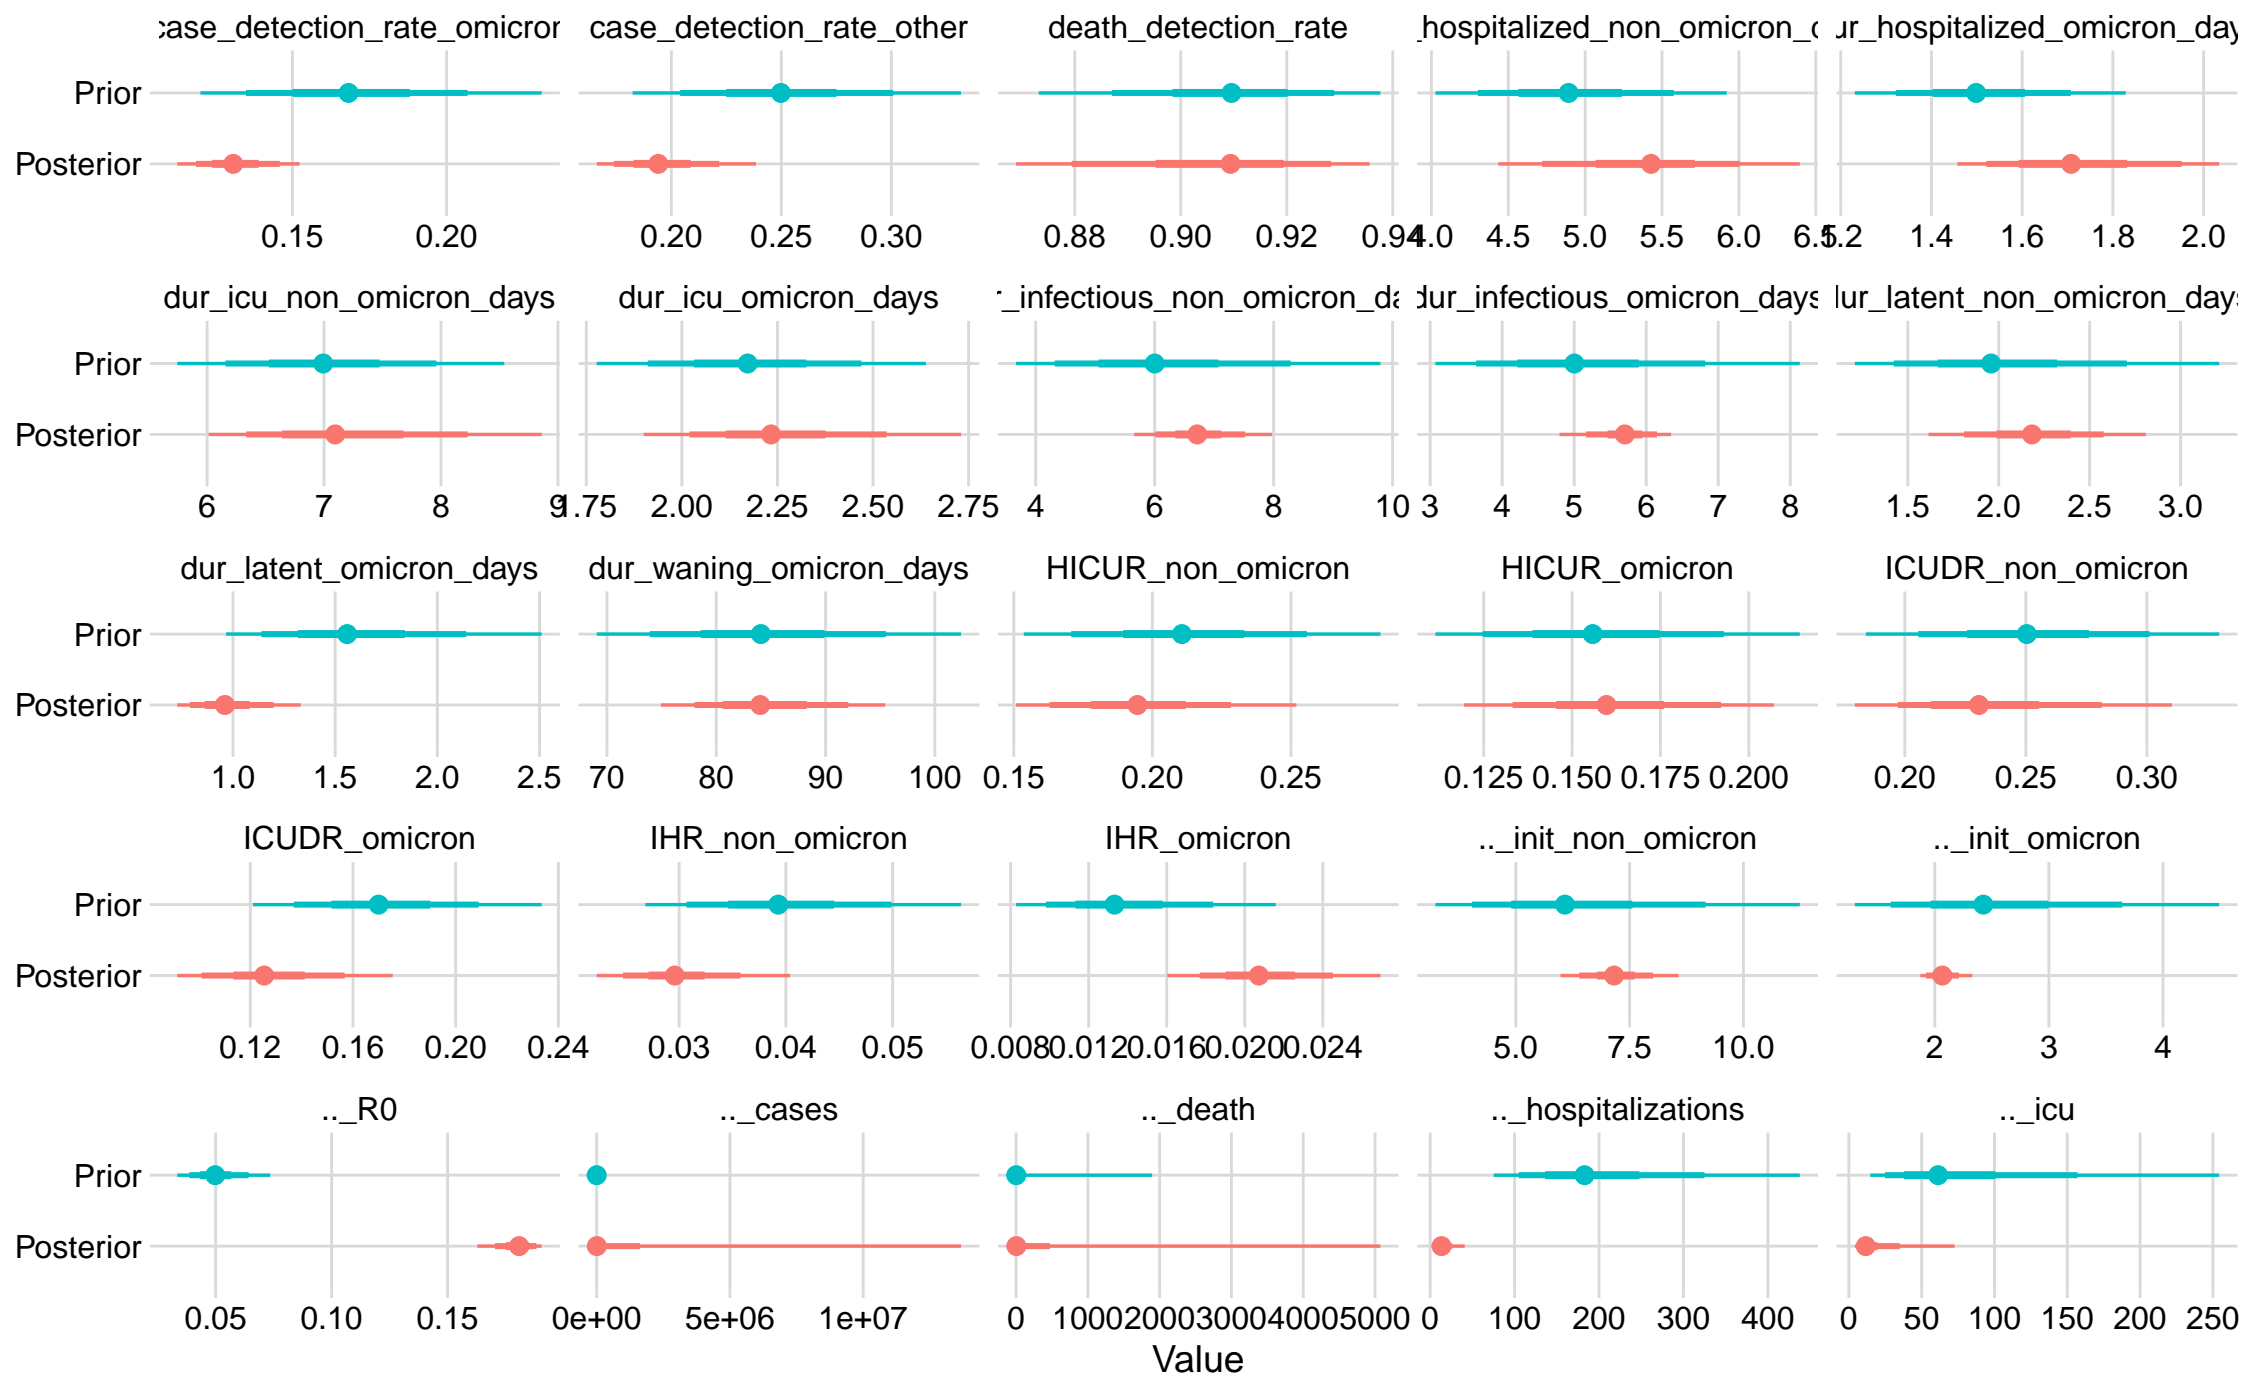 case_detection_rate_omicron case_detection_rate_other death_detection_rate _hospitalized_non_omicron_ ur_hospitalized_omicron_day
Prior
Posterior
0.15 0.20 0.20 0.25 0.30 0.88 0.90 0.92 0.94 4.0 4.5 5.0 5.5 6.0 6.5 1.2 1.4 1.6 1.8 2.0
dur_icu_non_omicron_days dur_icu_omicron_days r_infectious_non_omicron_da dur_infectious_omicron_days dur_latent_non_omicron_days
Prior
Posterior
6 7 8 9 1.75 2.00 2.25 2.50 2.75 4 6 8 10 3 4 5 6 7 8 1.5 2.0 2.5 3.0
dur_latent_omicron_days dur_waning_omicron_days HICUR_non_omicron HICUR_omicron ICUDR_non_omicron
Prior
Posterior
1.0 1.5 2.0 2.5 70 80 90 100 0.15 0.20 0.25 0.125 0.150 0.175 0.200 0.20 0.25 0.30
ICUDR_omicron IHR_non_omicron IHR_omicron .._init_non_omicron .._init_omicron
Prior
Posterior
0.12 0.16 0.20 0.24 0.03 0.04 0.05 0.008 0.012 0.016 0.020 0.024 5.0 7.5 10.0 2 3 4
.._R0 .._cases .._death .._hospitalizations .._icu
Prior
Posterior
0.05 0.10 0.15 0e+00 5e+06 1e+07 0 1000 2000 3000 4000 5000 0 100 200 300 400 0 50 100 150 200 250
Value